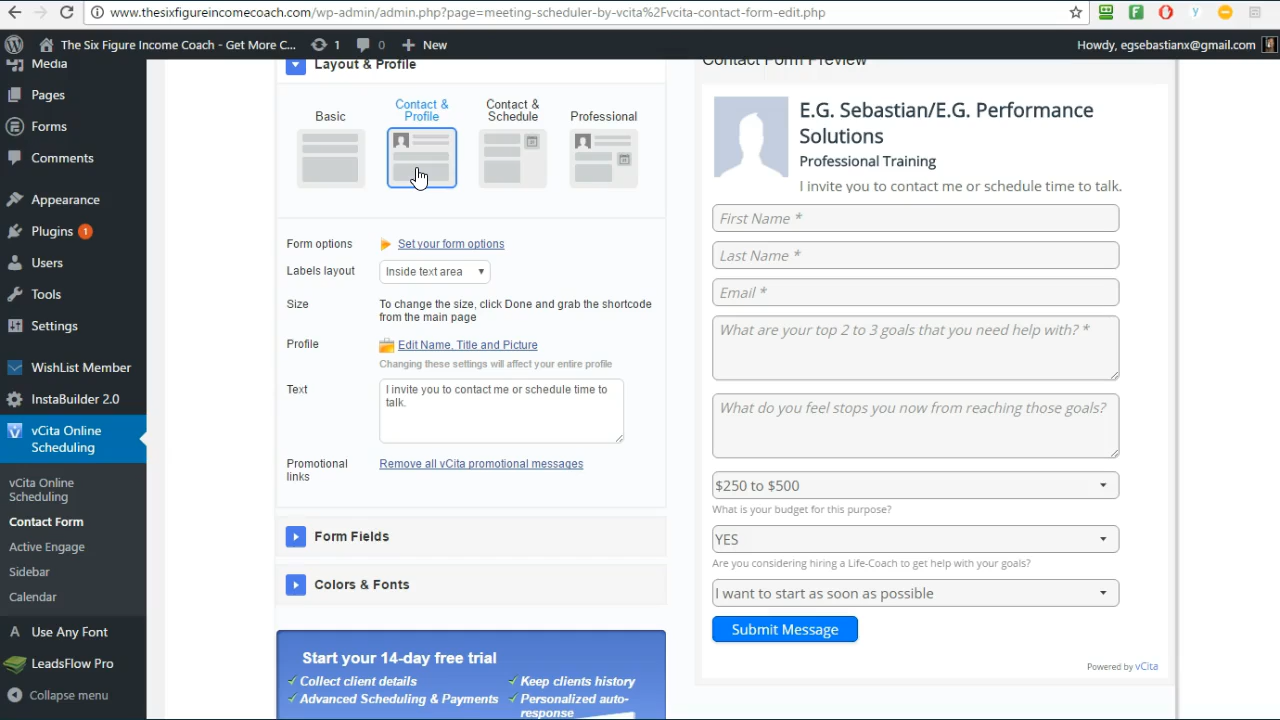 www.thesixfigureincomecoach.com/wp-admin/admin.php?page=meeting-scheduler-by-vcita%2Fvcita-contact-form-edit.php
The Six Figure Income Coach - Get More C...
1
0
New
Howdy, egsebastianx@gmail.com
Media
Pages
Forms
Comments
Appearance
Plugins 1
Users
Tools
Settings
WishList Member
InstaBuilder 2.0
vCita Online
Scheduling
vCita Online
Scheduling
Contact Form
Active Engage
Sidebar
Calendar
Use Any Font
LeadsFlow Pro
Collapse menu
Layout & Profile
Basic
Contact &
Profile
Contact &
Schedule
Professional
Form options
Set your form options
Labels layout
Inside text area
Size
To change the size, click Done and grab the shortcode
from the main page
Profile
Edit Name, Title and Picture
Changing these settings will affect your entire profile
Text
I invite you to contact me or schedule time to
talk.
Promotional
links
Remove all vCita promotional messages
Form Fields
Colors & Fonts
Start your 14-day free trial
Collect client details
Keep clients history
Advanced Scheduling & Payments
Personalized auto-
response
Contact Form Preview
E.G. Sebastian/E.G. Performance
Solutions
Professional Training
I invite you to contact me or schedule time to talk.
First Name *
Last Name *
Email *
What are your top 2 to 3 goals that you need help with? *
What do you feel stops you now from reaching those goals?
$250 to $500
What is your budget for this purpose?
YES
Are you considering hiring a Life-Coach to get help with your goals?
I want to start as soon as possible
Submit Message
Powered by vCita